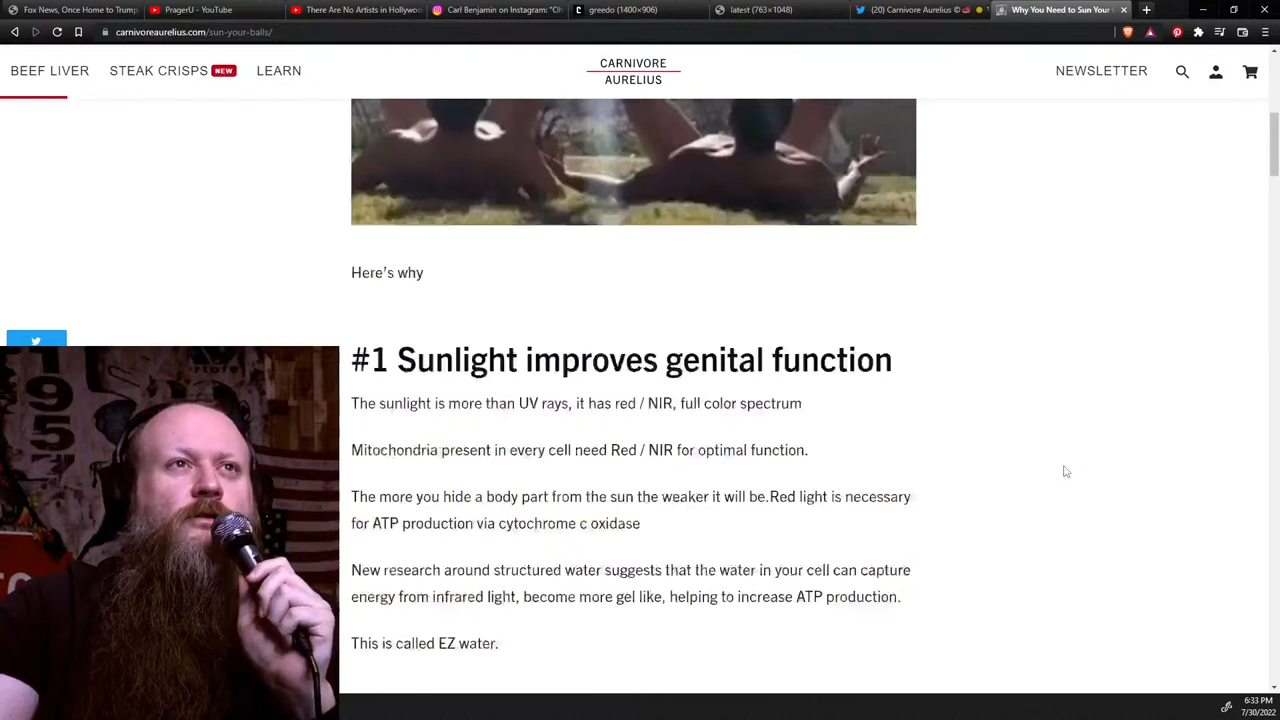 Fox News, Once Home to Trump,
PragerU - YouTube
There Are No Artists in Hollywoo
Carl Benjamin on Instagram: "Oh
greedo (1400×906)
latest (763×1048)
(20) Carnivore Aurelius
Why You Need to Sun Your
carnivoreaurelius.com/sun-your-balls/
BEEF LIVER
STEAK CRISPS NEW
LEARN
CARNIVORE
AURELIUS
NEWSLETTER
Here's why
#1 Sunlight improves genital function
The sunlight is more than UV rays, it has red / NIR, full color spectrum
Mitochondria present in every cell need Red / NIR for optimal function.
The more you hide a body part from the sun the weaker it will be.Red light is necessary
for ATP production via cytochrome c oxidase
New research around structured water suggests that the water in your cell can capture
energy from infrared light, become more gel like, helping to increase ATP production.
This is called EZ water.
195
6:33 PM
7/30/2022